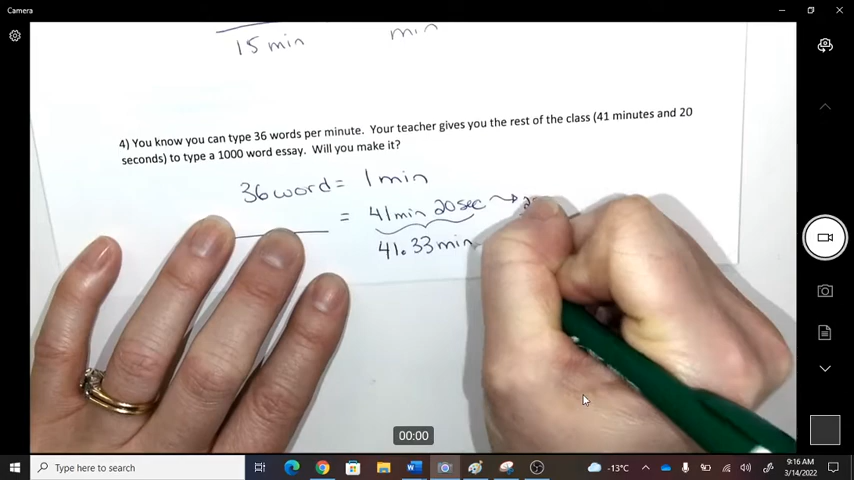 Camera
15 min
min
4) You know you can type 36 words per minute. Your teacher gives you the rest of the class (41 minutes and 20
seconds) to type a 1000 word essay. Will you make it?
36 word = 1 min
= 41 min 20 sec
41.33 min
00:00
Type here to search
-13°C
9:16 AM
3/14/2022